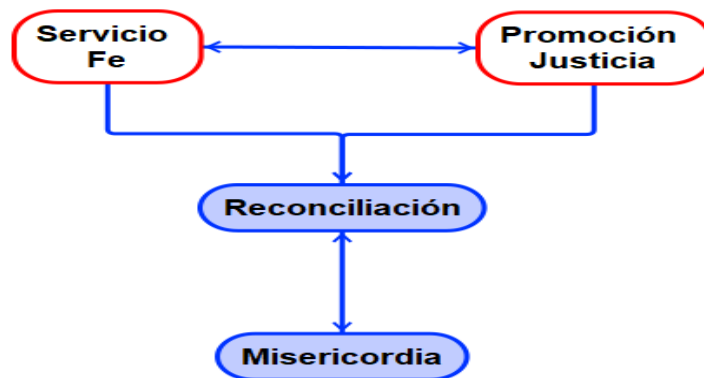 Servicio
Fe
Promoción
Justicia
Reconciliación
Misericordia